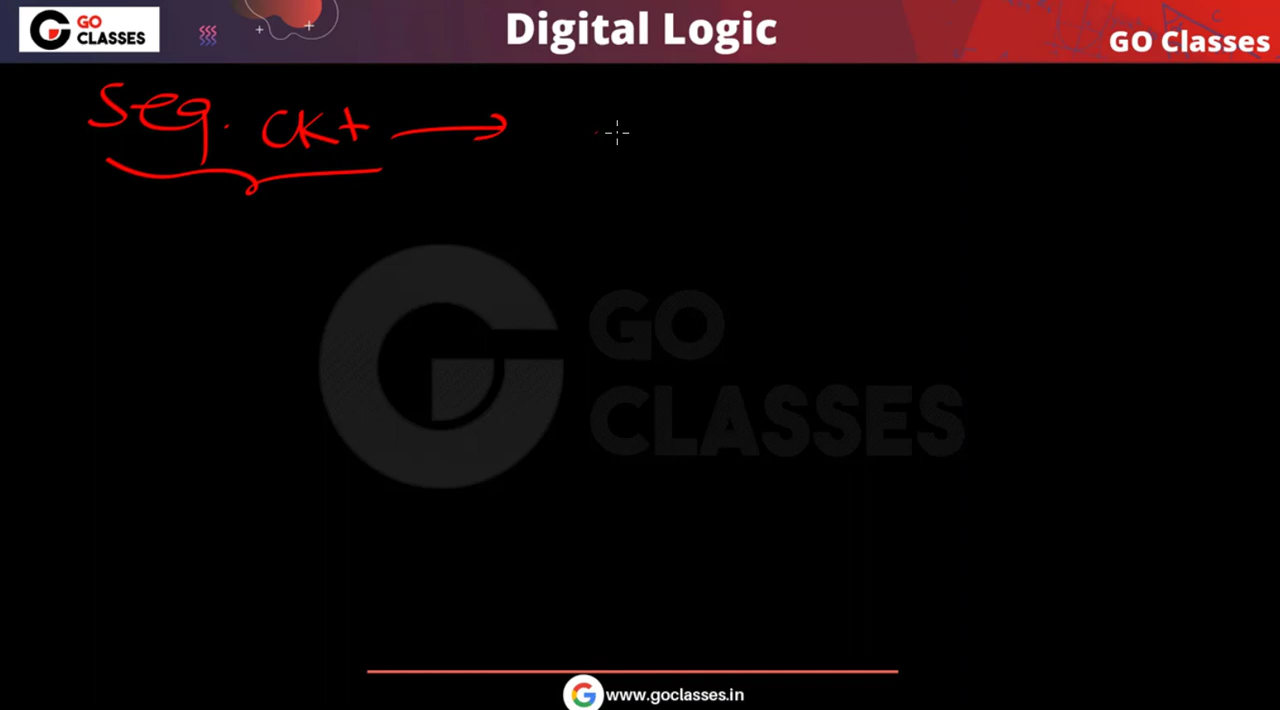 GO
CLASSES
Digital Logic
GO Classes
Seq. CKt →
GO
CLASSES
www.goclasses.in